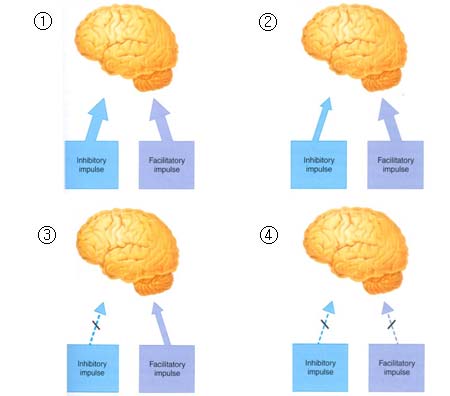 ① ②
Inhibitory
impulse
Facilitatory
impulse
Inhibitory
impulse
Facilitatory
impulse
③ ④
Inhibitory
impulse
Facilitatory
impulse
Inhibitory
impulse
Facilitatory
impulse